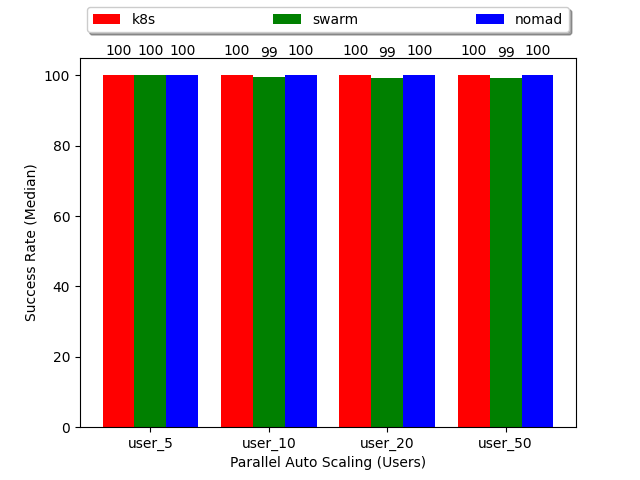 k8s swarm nomad
100 100 100 100 99 100 100 99 100 100 99 100
100
80
60
40
20
0
Success Rate (Median)
user_5 user_10 user_20 user_50
Parallel Auto Scaling (Users)